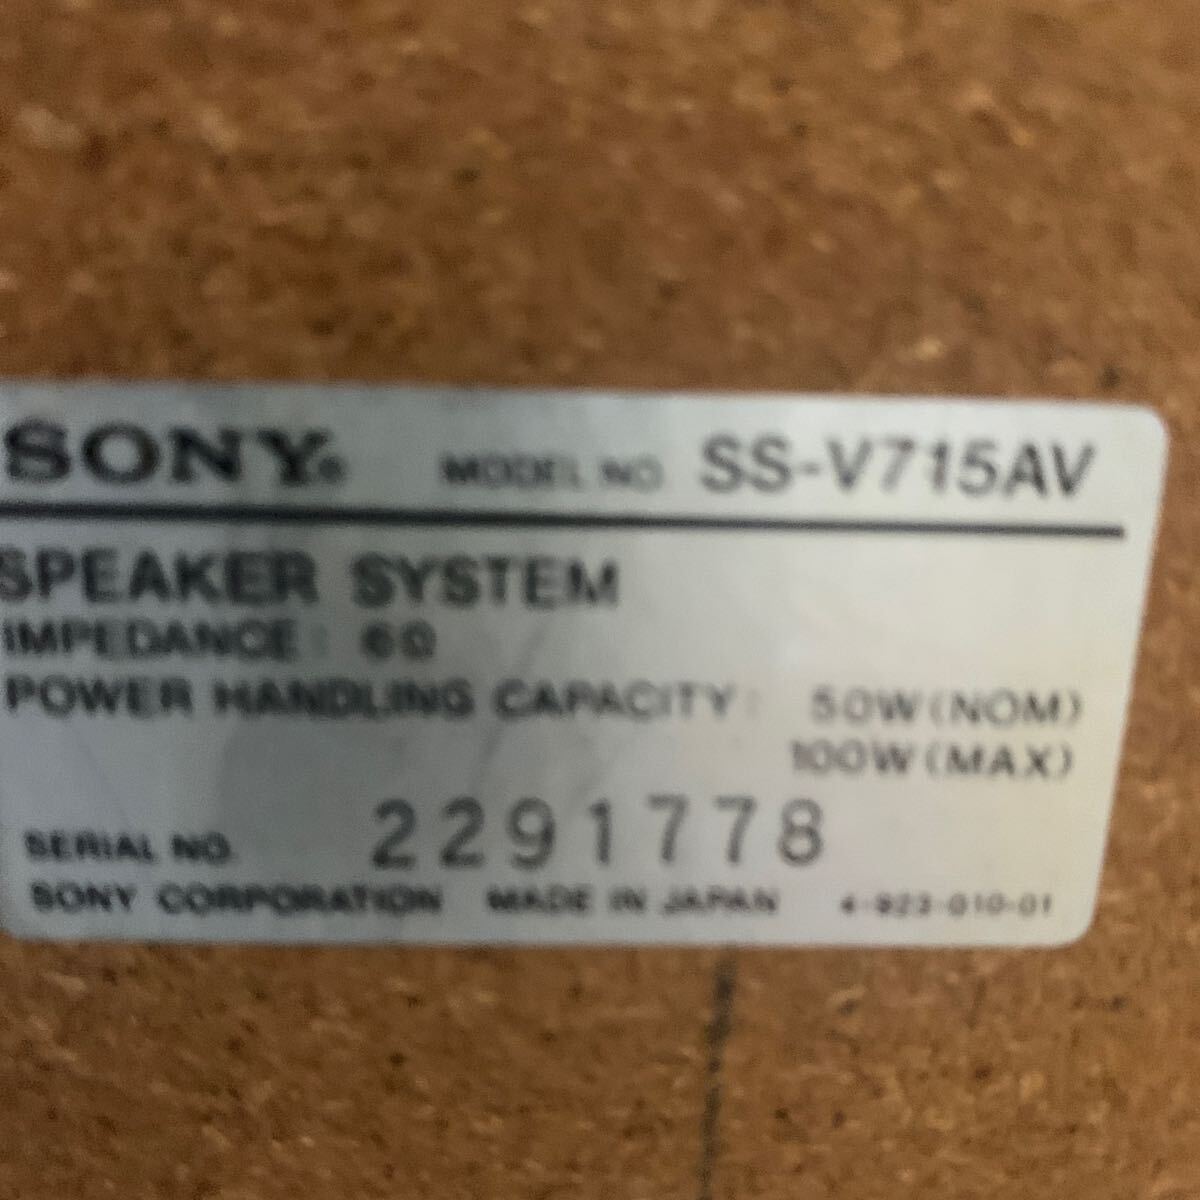 SONY® MODEL NO. SS-V715AV
SPEAKER SYSTEM
IMPEDANCE: 6Ω
POWER HANDLING CAPACITY: 50W(NOM)
100W(MAX)
SERIAL NO. 2291778
SONY CORPORATION MADE IN JAPAN 4-923-010-01